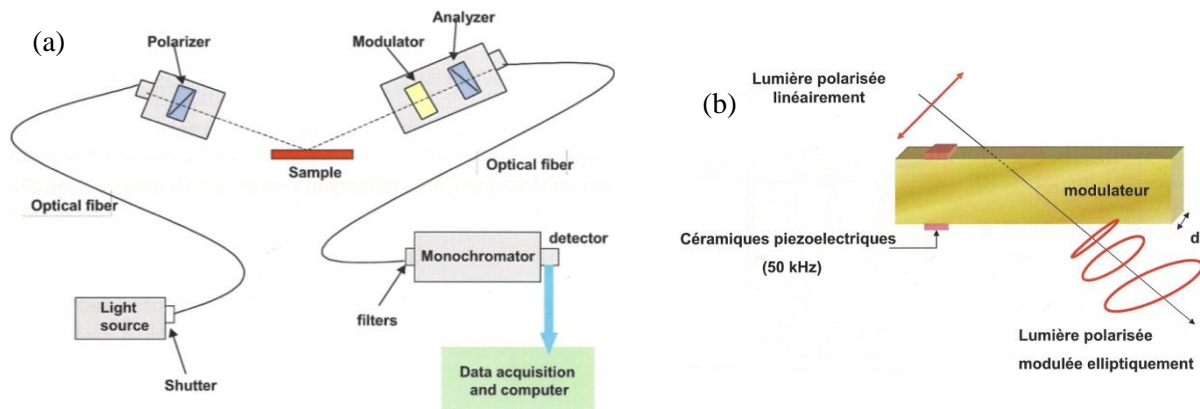 (a)
Polarizer
Modulator
Analyzer
Sample
Optical fiber
Optical fiber
Light
source
Shutter
filters
Monochromator
detector
Data acquisition
and computer
(b)
Lumière polarisée
linéairement
modulateur
d
Céramiques piezoelectriques
(50 kHz)
Lumière polarisée
modulée elliptiquement